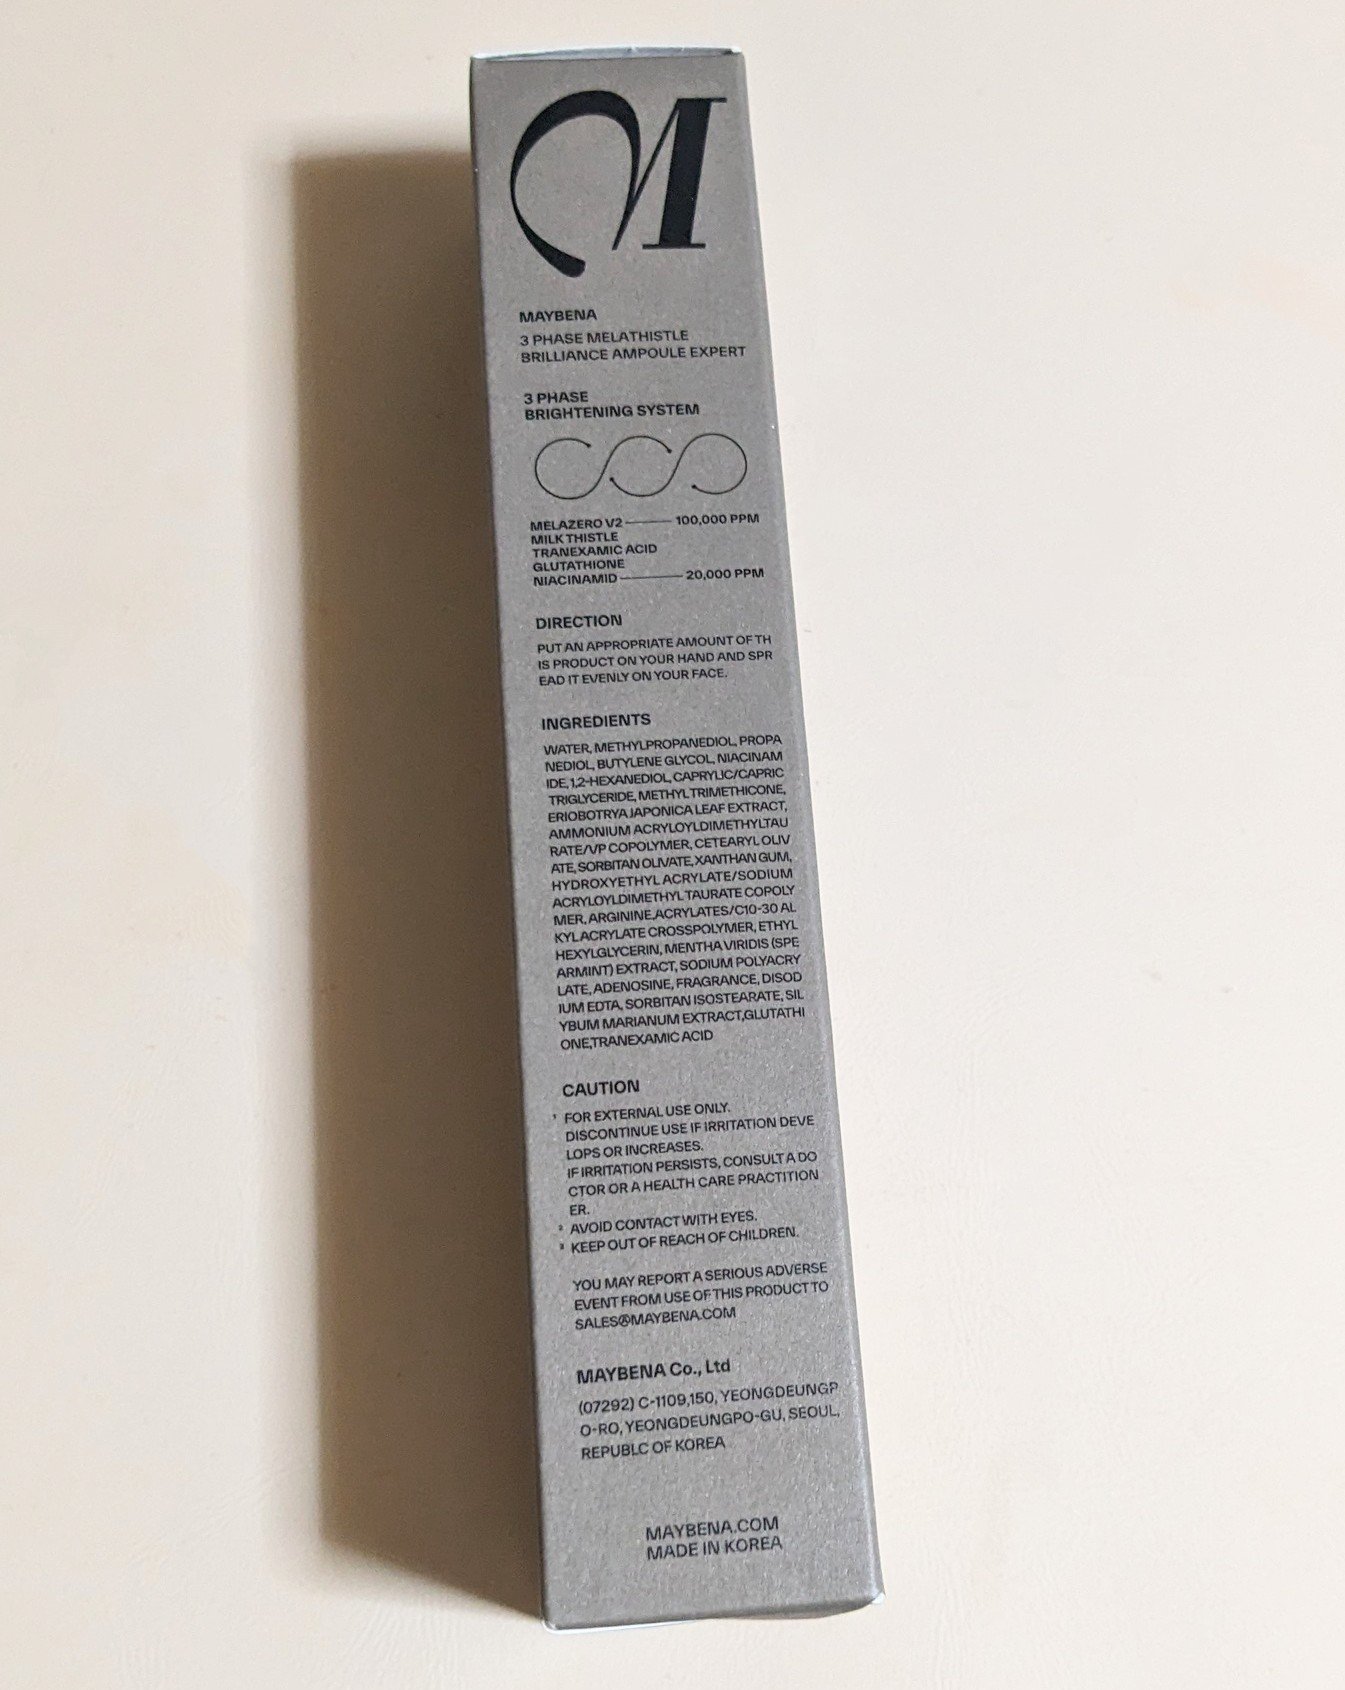 M
MAYBENA
3 PHASE MELATHISTLE
BRILLIANCE AMPOULE EXPERT
3 PHASE
BRIGHTENING SYSTEM
MELAZERO V2 100,000 PPM
MILK THISTLE
TRANEXAMIC ACID
GLUTATHIONE
NIACINAMID 20,000 PPM
DIRECTION
PUT AN APPROPRIATE AMOUNT OF TH
IS PRODUCT ON YOUR HAND AND SPR
EAD IT EVENLY ON YOUR FACE.
INGREDIENTS
WATER, METHYLPROPANEDIOL, PROPA
NEDIOL, BUTYLENE GLYCOL, NIACINAM
IDE, 1,2-HEXANEDIOL, CAPRYLIC/CAPRIC
TRIGLYCERIDE, METHYL TRIMETHICONE,
ERIOBOTRYA JAPONICA LEAF EXTRACT,
AMMONIUM ACRYLOYLDIMETHYLTAU
RATE/VP COPOLYMER, CETEARYL OLIV
ATE, SORBITAN OLIVATE, XANTHAN GUM,
HYDROXYETHYL ACRYLATE/SODIUM
ACRYLOYLDIMETHYL TAURATE COPOLY
MER, ARGININE,ACRYLATES/C10-30 AL
KYL ACRYLATE CROSSPOLYMER, ETHYL
HEXYLGLYCERIN, MENTHA VIRIDIS (SPE
ARMINT) EXTRACT, SODIUM POLYACRY
LATE, ADENOSINE, FRAGRANCE, DISOD
IUM EDTA, SORBITAN ISOSTEARATE, SIL
YBUM MARIANUM EXTRACT,GLUTATHI
ONE,TRANEXAMIC ACID
CAUTION
1 FOR EXTERNAL USE ONLY.
DISCONTINUE USE IF IRRITATION DEVE
LOPS OR INCREASES.
IF IRRITATION PERSISTS, CONSULT A DO
CTOR OR A HEALTH CARE PRACTITION
ER.
2 AVOID CONTACT WITH EYES.
3 KEEP OUT OF REACH OF CHILDREN.
YOU MAY REPORT A SERIOUS ADVERSE
EVENT FROM USE OF THIS PRODUCT TO
SALES@MAYBENA.COM
MAYBENA Co., Ltd
(07292) C-1109,150, YEONGDEUNGP
O-RO, YEONGDEUNGPO-GU, SEOUL,
REPUBLC OF KOREA
MAYBENA.COM
MADE IN KOREA